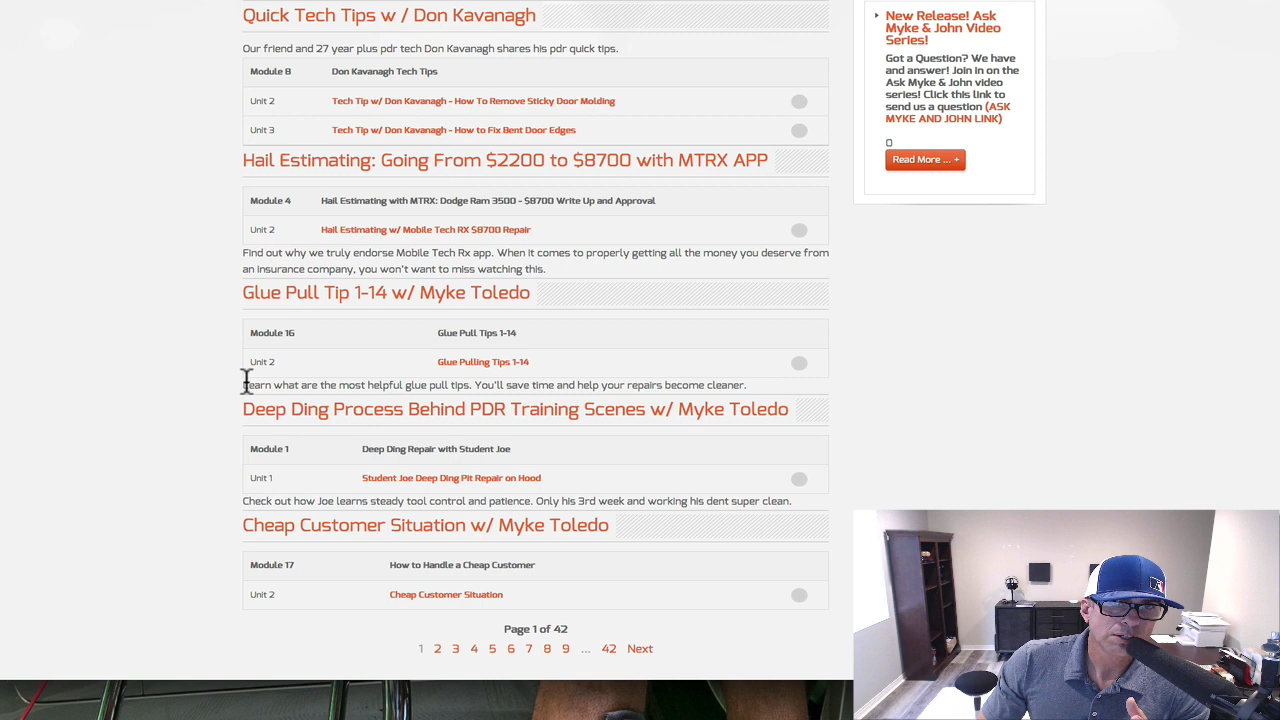 Quick Tech Tips w / Don Kavanagh
Our friend and 27 year plus pdr tech Don Kavanagh shares his pdr quick tips.
Module 8 Don Kavanagh Tech Tips
Unit 2 Tech Tip w/ Don Kavanagh - How To Remove Sticky Door Molding
Unit 3 Tech Tip w/ Don Kavanagh - How to Fix Bent Door Edges
Hail Estimating: Going From $2200 to $8700 with MTRX APP
Module 4 Hail Estimating with MTRX: Dodge Ram 3500 - $8700 Write Up and Approval
Unit 2 Hail Estimating w/ Mobile Tech RX $8700 Repair
Find out why we truly endorse Mobile Tech Rx app. When it comes to properly getting all the money you deserve from
an insurance company, you won't want to miss watching this.
Glue Pull Tip 1-14 w/ Myke Toledo
Module 16 Glue Pull Tips 1-14
Unit 2 Glue Pulling Tips 1-14
Learn what are the most helpful glue pull tips. You'll save time and help your repairs become cleaner.
Deep Ding Process Behind PDR Training Scenes w/ Myke Toledo
Module 1 Deep Ding Repair with Student Joe
Unit 1 Student Joe Deep Ding Pit Repair on Hood
Check out how Joe learns steady tool control and patience. Only his 3rd week and working his dent super clean.
Cheap Customer Situation w/ Myke Toledo
Module 17 How to Handle a Cheap Customer
Unit 2 Cheap Customer Situation
Page 1 of 42
1 2 3 4 5 6 7 8 9 ... 42 Next
New Release! Ask
Myke & John Video
Series!
Got a Question? We have
and answer! Join in on the
Ask Myke & John video
series! Click this link to
send us a question (ASK
MYKE AND JOHN LINK)
0
Read More ... +